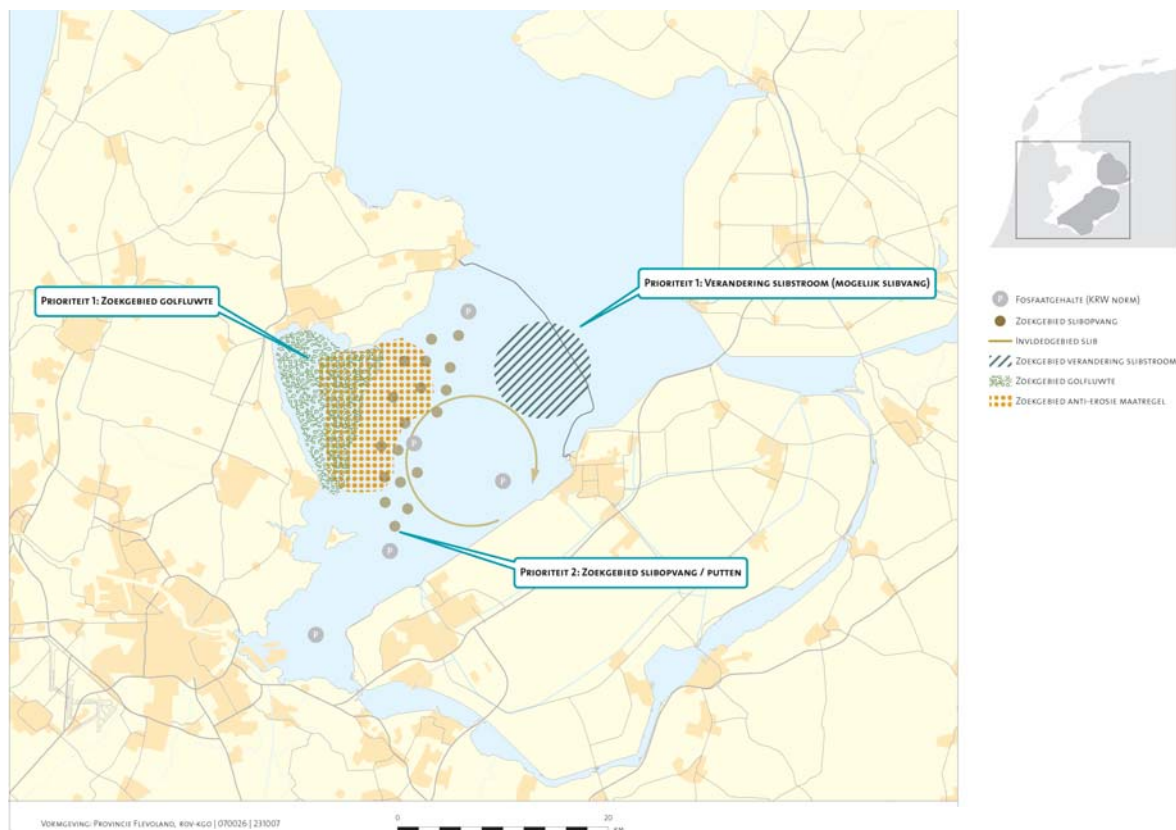 PRIORITEIT 1: VERANDERING SLIBSTROOM (MOGELIJK SLIBVANG)
PRIORITEIT 1: ZOEKGEBIED GOLFLUWTE
P
P
P
P
P
PRIORITEIT 2: ZOEKGEBIED SLIBOPVANG / PUTTEN
P FOSFAATGEHALTE (KRW NORM)
ZOEKGEBIED SLIBOPVANG
INVLOEDGEBIED SLIB
ZOEKGEBIED VERANDERING SLIBSTROOM
ZOEKGEBIED GOLFLUWTE
ZOEKGEBIED ANTI-EROSIE MAATREGEL
VORMGEVING: PROVINCIE FLEVOLAND, ROV-KGO | 070026 | 231007
0 20
KM